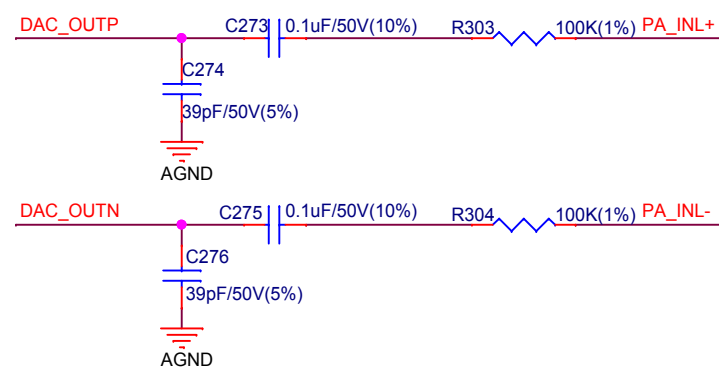 DAC_OUTP C273 0.1uF/50V(10%) R303 100K(1%) PA_INL+
C274
39pF/50V(5%)
AGND
DAC_OUTN C275 0.1uF/50V(10%) R304 100K(1%) PA_INL-
C276
39pF/50V(5%)
AGND